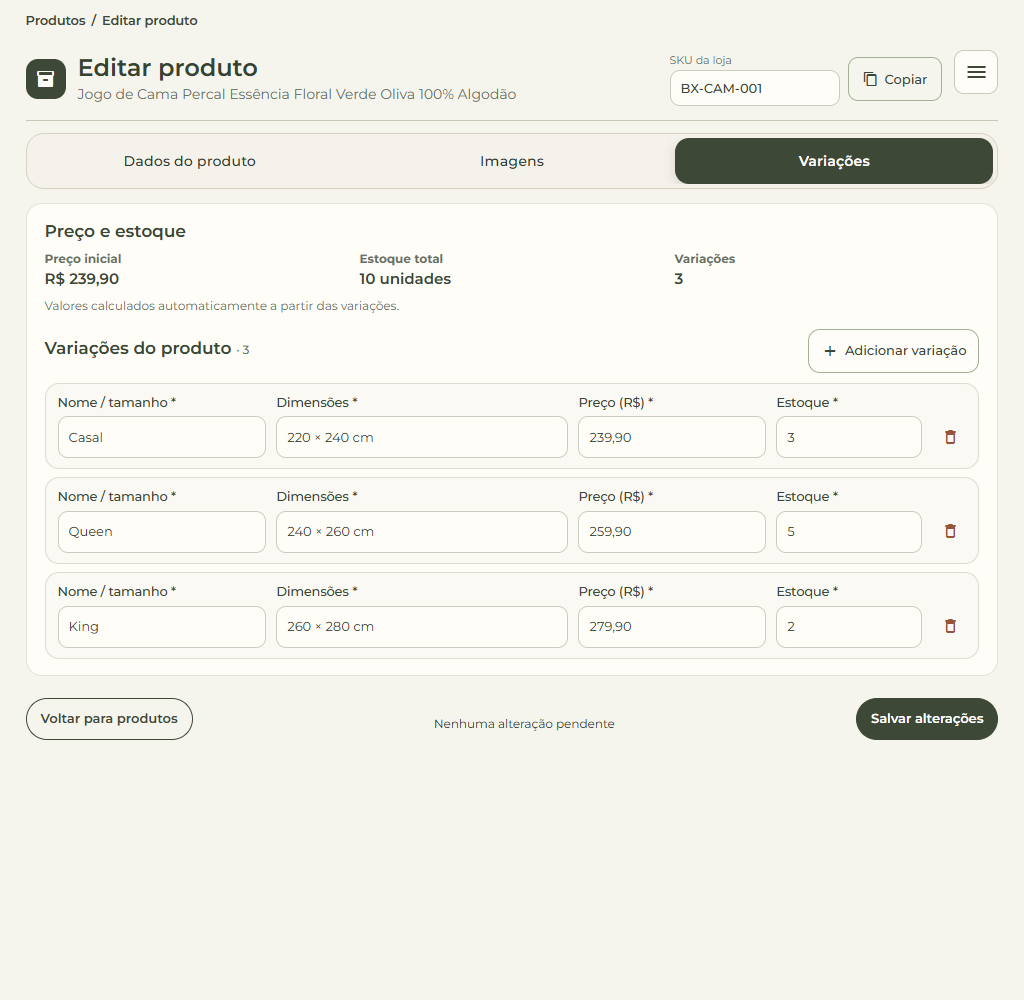 Produtos / Editar produto
Editar produto
Jogo de Cama Percal Essência Floral Verde Oliva 100% Algodão
SKU da loja
BX-CAM-001
Copiar
Dados do produto
Imagens
Variações
Preço e estoque
Preço inicial
Estoque total
Variações
R$ 239,90
10 unidades
3
Valores calculados automaticamente a partir das variações.
Variações do produto · 3
+ Adicionar variação
Nome / tamanho *
Dimensões *
Preço (R$) *
Estoque *
Casal
220 × 240 cm
239,90
3
Nome / tamanho *
Dimensões *
Preço (R$) *
Estoque *
Queen
240 × 260 cm
259,90
5
Nome / tamanho *
Dimensões *
Preço (R$) *
Estoque *
King
260 × 280 cm
279,90
2
Voltar para produtos
Nenhuma alteração pendente
Salvar alterações